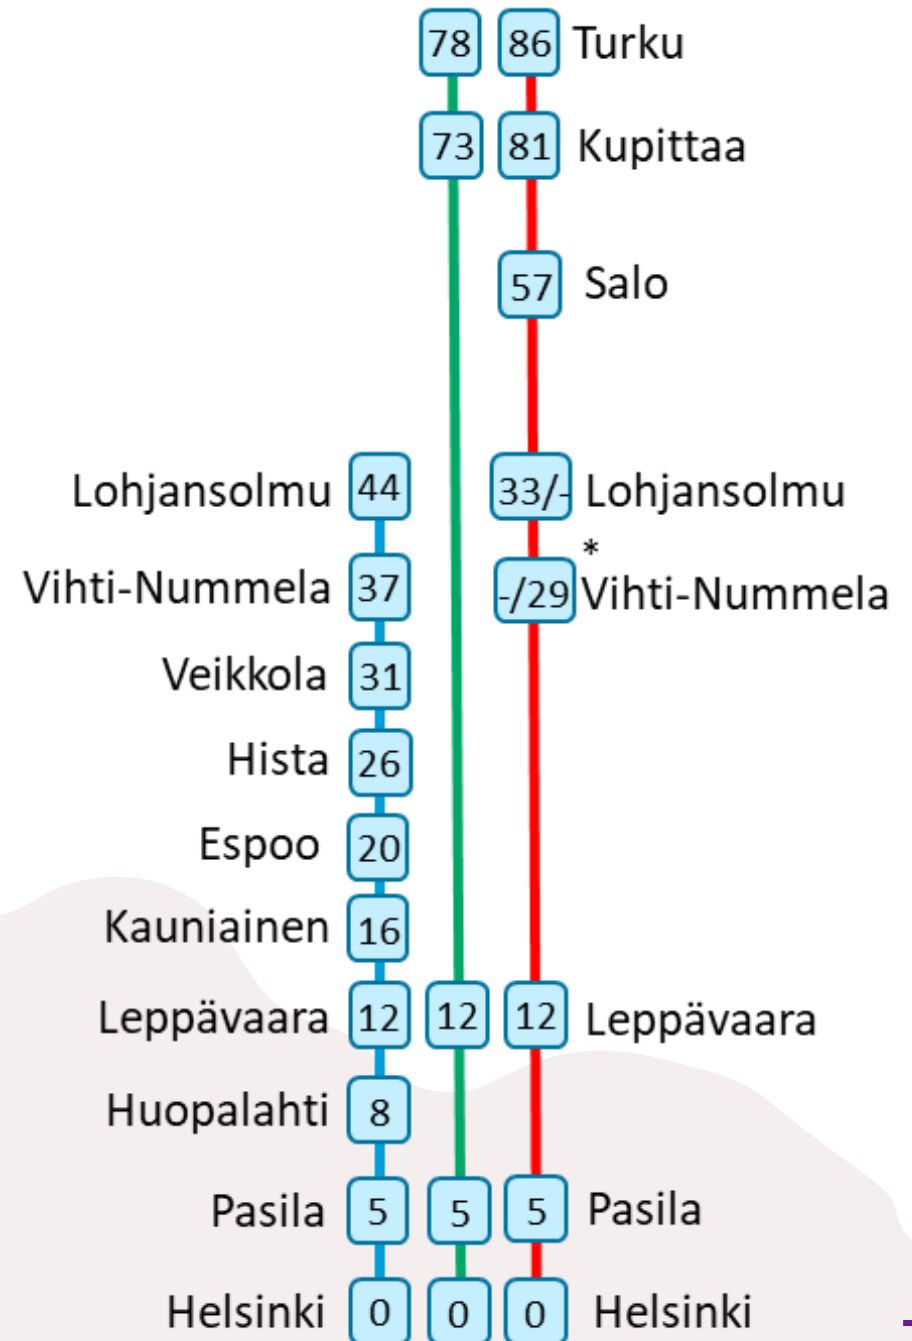 78 86 Turku
73 81 Kupittaa
57 Salo
Lohjansolmu 44 33/- Lohjansolmu
*
Vihti-Nummela 37 -/29 Vihti-Nummela
Veikkola 31
Hista 26
Espoo 20
Kauniainen 16
Leppävaara 12 12 12 Leppävaara
Huopalahti 8
Pasila 5 5 5 Pasila
Helsinki 0 0 0 Helsinki